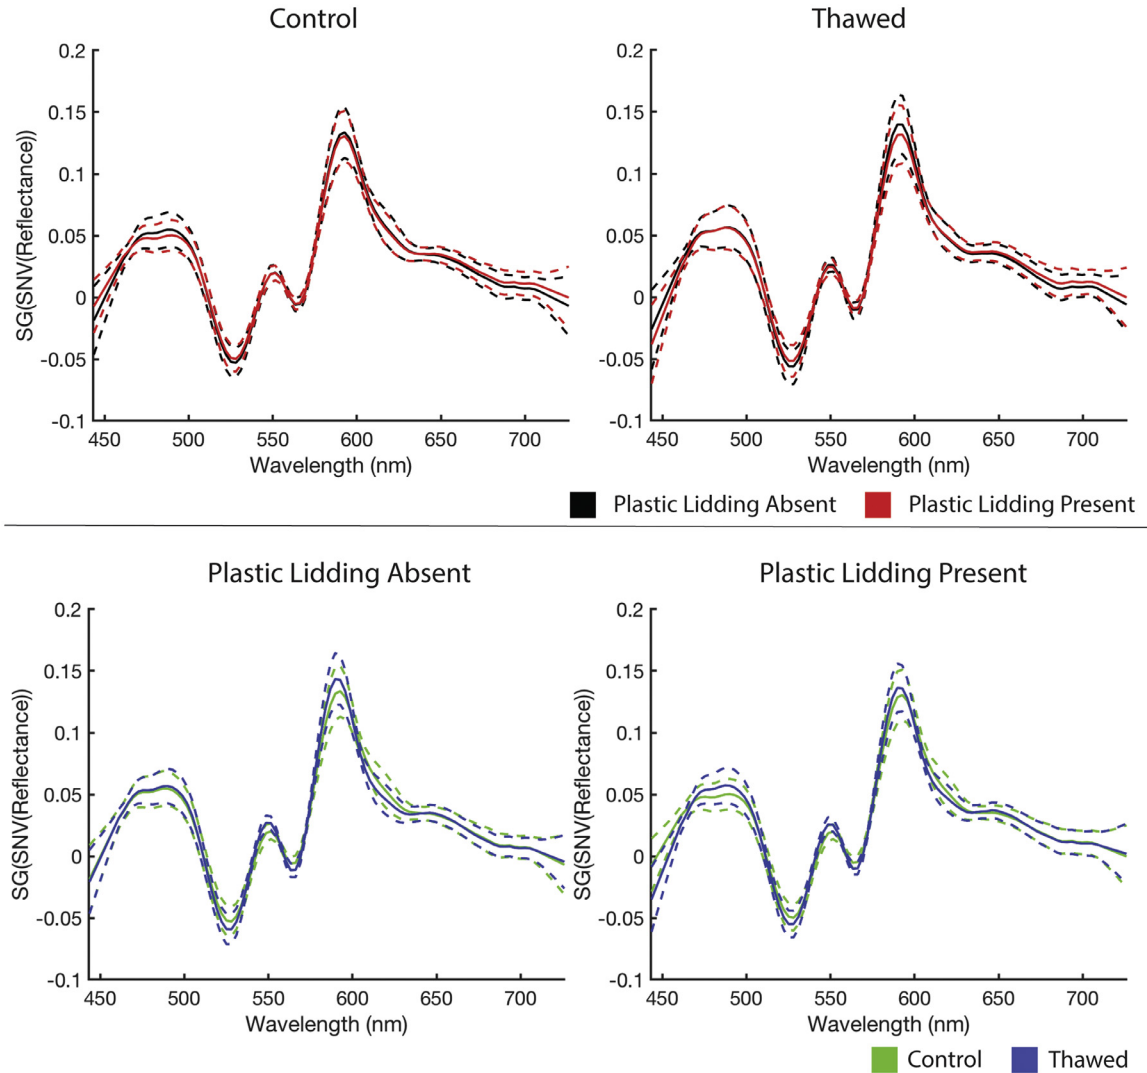 Control
Thawed
0.2
0.15
0.1
0.05
0
-0.05
-0.1
SG(SNV(Reflectance))
450 500 550 600 650 700
Wavelength (nm)
0.2
0.15
0.1
0.05
0
-0.05
-0.1
450 500 550 600 650 700
Wavelength (nm)
Plastic Lidding Absent
Plastic Lidding Present
Plastic Lidding Absent
Plastic Lidding Present
0.2
0.15
0.1
0.05
0
-0.05
-0.1
SG(SNV(Reflectance))
450 500 550 600 650 700
Wavelength (nm)
0.2
0.15
0.1
0.05
0
-0.05
-0.1
SG(SNV(Reflectance))
450 500 550 600 650 700
Wavelength (nm)
Control
Thawed